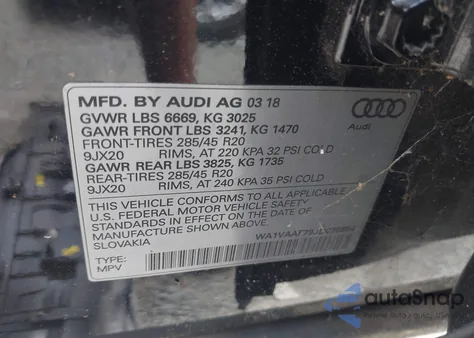 MFD. BY AUDI AG 03 18
GVWR LBS 6669, KG 3025
GAWR FRONT LBS 3241, KG 1470
FRONT-TIRES 285/45 R20
9JX20 RIMS, AT 220 KPA 32 PSI COLD
GAWR REAR LBS 3825, KG 1735
REAR-TIRES 285/45 R20
9JX20 RIMS, AT 240 KPA 35 PSI COLD
THIS VEHICLE CONFORMS TO ALL APPLICABLE
U.S. FEDERAL MOTOR VEHICLE SAFETY
STANDARDS IN EFFECT ON THE DATE OF
MANUFACTURE SHOWN ABOVE.
SLOVAKIA
TYPE:
MPV
autoSnap